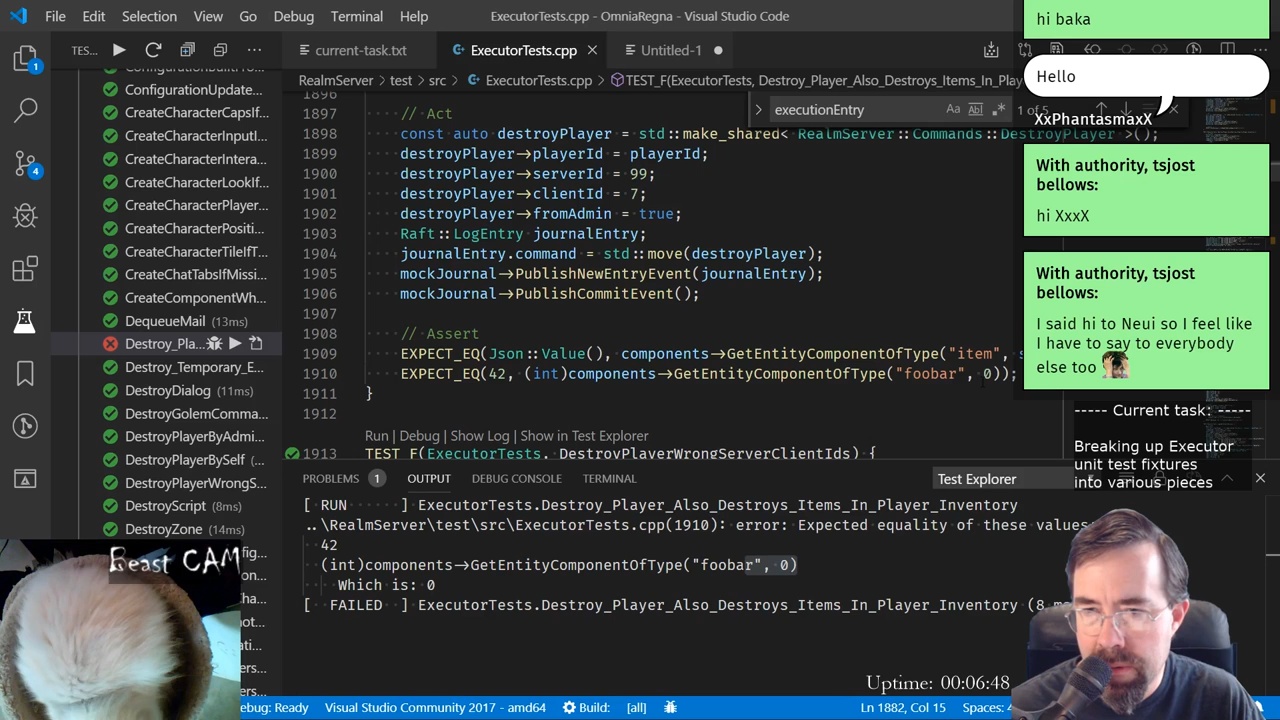 File Edit Selection View Go Debug Terminal Help
ExecutorTests.cpp - OmniaRegna - Visual Studio Code
hi baka
TES...
current-task.txt
ExecutorTests.cpp
Untitled-1
RealmServer > test > src > ExecutorTests.cpp > TEST_F(ExecutorTests, Destroy_Player_Also_Destroys_Items_In_Play
Hello
XxPhantasmaxX
executionEntry
Aa
1 of 5
ConfigurationUpdate...
CreateCharacterCapsIf...
CreateCharacterInputI...
CreateCharacterIntera...
CreateCharacterLookIf...
CreateCharacterPlayer...
CreateCharacterPositi...
CreateCharacterTileIfT...
CreateChatTabsIfMissi...
CreateComponentWh...
DequeueMail (13ms)
Destroy_Pla...
Destroy_Temporary_E...
DestroyDialog (11ms)
DestroyGolemComma...
DestroyPlayerByAdmi...
DestroyPlayerBySelf (...
DestroyPlayerWrongS...
DestroyScript (8ms)
DestroyZone (14ms)
1896
1897 // Act
1898 const auto destroyPlayer = std::make_shared< RealmServer::Commands::DestroyPlayer >();
1899 destroyPlayer->playerId = playerId;
1900 destroyPlayer->serverId = 99;
1901 destroyPlayer->clientId = 7;
1902 destroyPlayer->fromAdmin = true;
1903 Raft::LogEntry journalEntry;
1904 journalEntry.command = std::move(destroyPlayer);
1905 mockJournal->PublishNewEntryEvent(journalEntry);
1906 mockJournal->PublishCommitEvent();
1907
1908 // Assert
1909 EXPECT_EQ(Json::Value(), components->GetEntityComponentOfType("item",
1910 EXPECT_EQ(42, (int)components->GetEntityComponentOfType("foobar", 0));
1911 }
1912
Run | Debug | Show Log | Show in Test Explorer
1913 TEST_F(ExecutorTests, DestroyPlayerWrongServerClientIds) {
With authority, tsjost
bellows:
hi XxxX
With authority, tsjost
bellows:
I said hi to Neui so I feel like
I have to say to everybody
else too
----- Current task: -----
Breaking up Executor
unit test fixtures
into various pieces
PROBLEMS 1 OUTPUT DEBUG CONSOLE TERMINAL
Test Explorer
[ RUN ] ExecutorTests.Destroy_Player_Also_Destroys_Items_In_Player_Inventory
..\RealmServer\test\src\ExecutorTests.cpp(1910): error: Expected equality of these values
42
(int)components->GetEntityComponentOfType("foobar", 0)
Which is: 0
[ FAILED ] ExecutorTests.Destroy_Player_Also_Destroys_Items_In_Player_Inventory (8
Beast CAM
Uptime: 00:06:48
ebug: Ready
Visual Studio Community 2017 - amd64
Build:
[all]
Ln 1882, Col 15